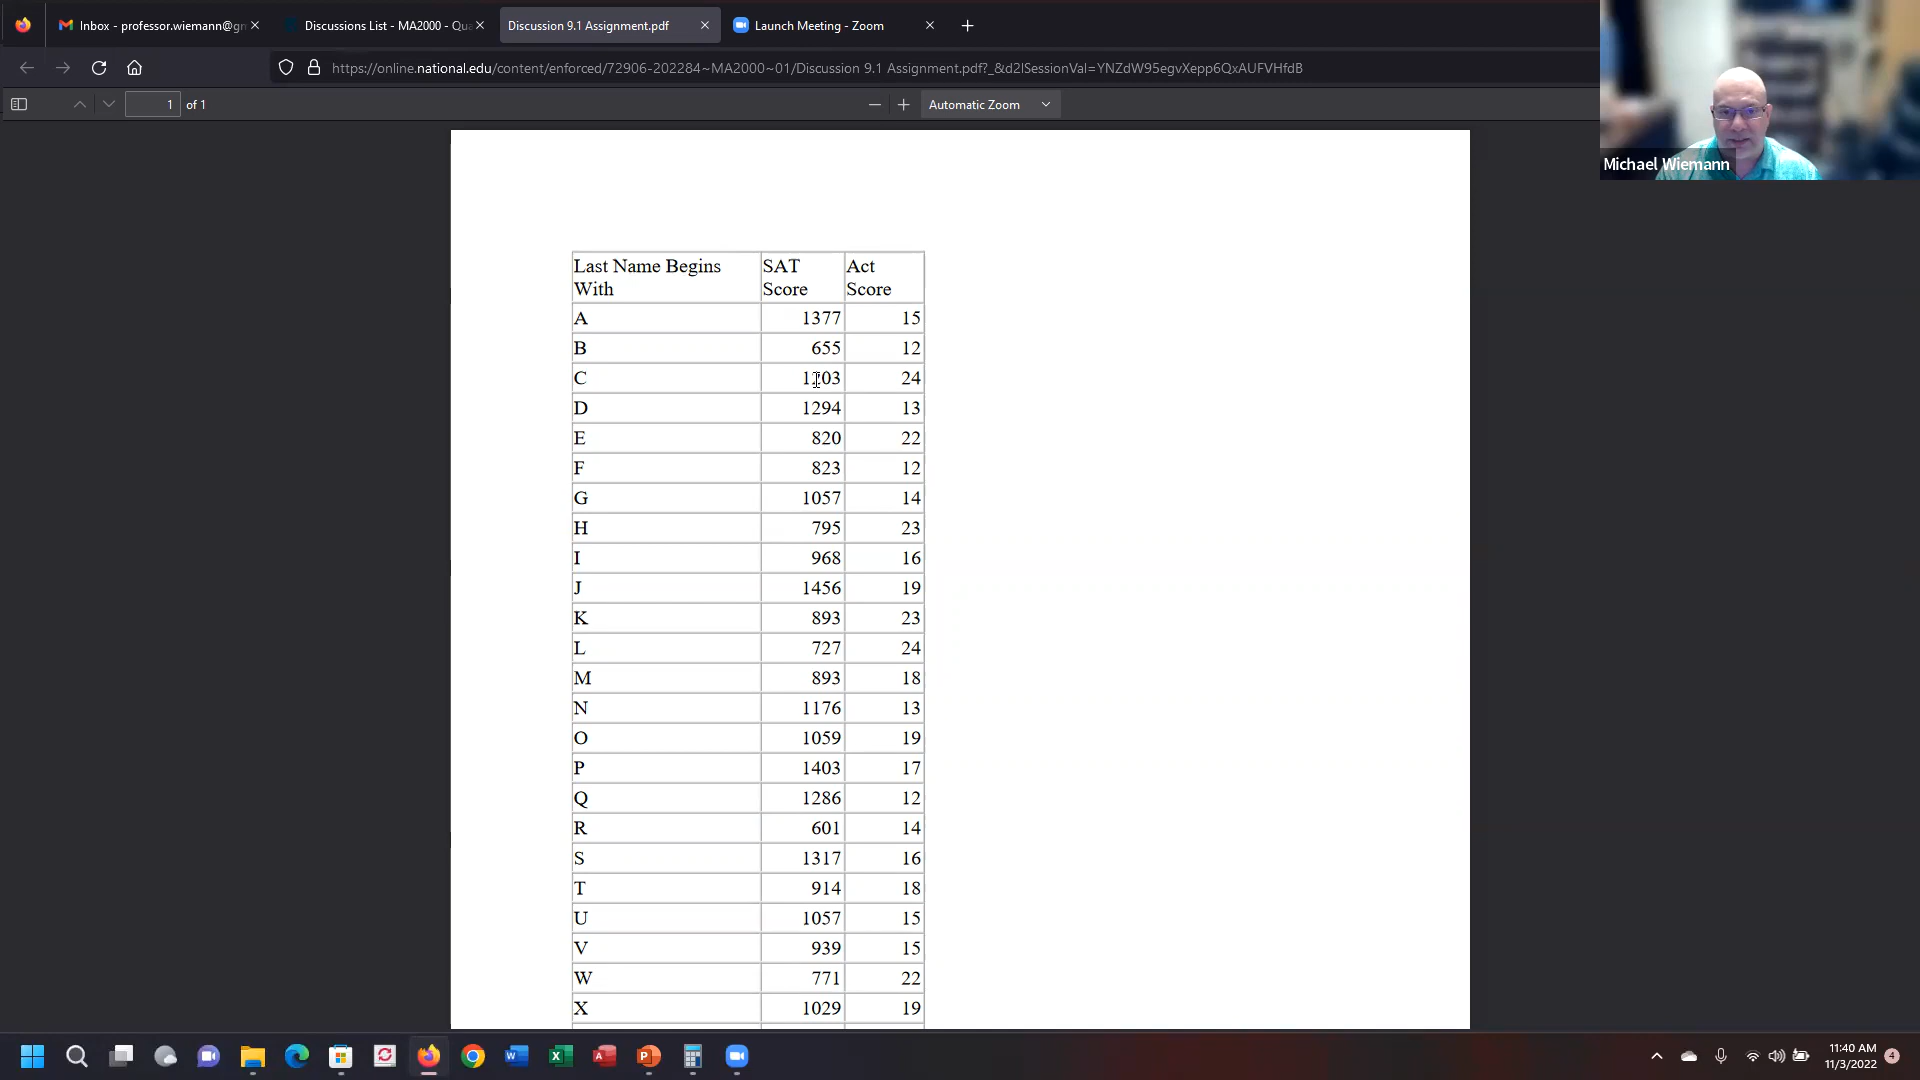 Inbox - professor.wiemann@gn
Discussions List - MA2000 - Qua
Discussion 9.1 Assignment.pdf
Launch Meeting - Zoom
https://online.national.edu/content/enforced/72906-202284~MA2000~01/Discussion 9.1 Assignment.pdf?_&d2lSessionVal=YNZdW95egvXepp6QxAUFVHfdB
1 of 1
Automatic Zoom
Michael Wiemann
Last Name Begins With SAT Score Act Score
A 1377 15
B 655 12
C 24
D 1294 13
E 820 22
F 823 12
G 1057 14
H 795 23
I 968 16
J 1456 19
K 893 23
L 727 24
M 893 18
N 1176 13
O 1059 19
P 1403 17
Q 1286 12
R 601 14
S 1317 16
T 914 18
U 1057 15
V 939 15
W 771 22
X 1029 19
11:40 AM
11/3/2022
4